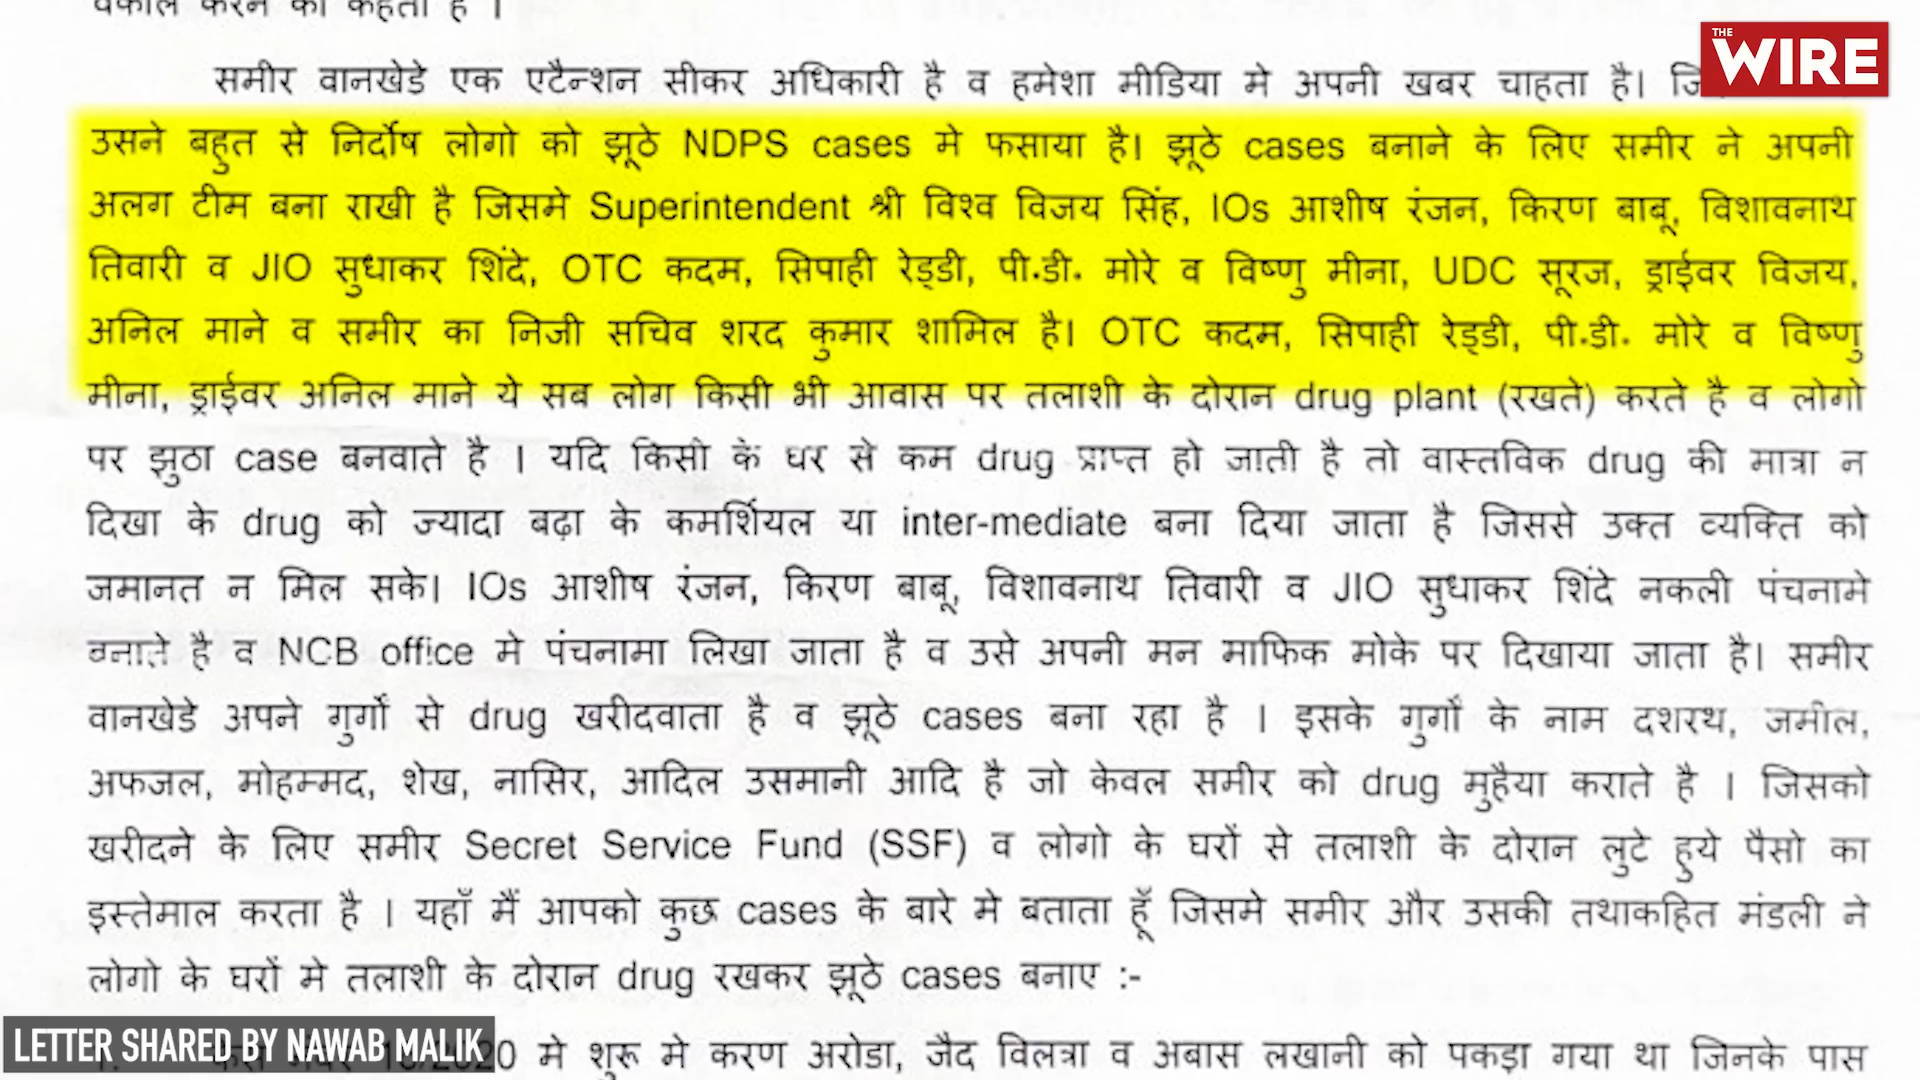 वकील करने को कहता है ।
THE
WIRE
समीर वानखेडे एक एटैन्शन सीकर अधिकारी है व हमेशा मीडिया मे अपनी खबर चाहता है।
उसने बहुत से निर्दोष लोगो को झूठे NDPS cases मे फसाया है। झूठे cases बनाने के लिए समीर ने अपनी
अलग टीम बना राखी है जिसमे Superintendent श्री विश्व विजय सिंह, IOs आशीष रंजन, किरण बाबू, विशावनाथ
तिवारी व JIO सुधाकर शिंदे, OTC कदम, सिपाही रेड्डी, पी.डी. मोरे व विष्णु मीना, UDC सूरज, ड्राईवर विजय,
अनिल माने व समीर का निजी सचिव शरद कुमार शामिल है। OTC कदम, सिपाही रेड्डी, पी.डी. मोरे व विष्णु
मीना, ड्राईवर अनिल माने ये सब लोग किसी भी आवास पर तलाशी के दोरान drug plant (रखते) करते है व लोगो
पर झुठा case बनवाते है । यदि किसी के घर से कम drug प्राप्त हो जाती है तो वास्तविक drug की मात्रा न
दिखा के drug को ज्यादा बढ़ा के कमर्शियल या inter-mediate बना दिया जाता है जिससे उक्त व्यक्ति को
जमानत न मिल सके। IOs आशीष रंजन, किरण बाबू, विशावनाथ तिवारी व JIO सुधाकर शिंदे नकली पंचनामे
बनाते है व NCB office मे पंचनामा लिखा जाता है व उसे अपनी मन माफिक मोके पर दिखाया जाता है। समीर
वानखेडे अपने गुर्गो से drug खरीदवाता है व झूठे cases बना रहा है । इसके गुर्गों के नाम दशरथ, जमील,
अफजल, मोहम्मद, शेख, नासिर, आदिल उसमानी आदि है जो केवल समीर को drug मुहैया कराते है । जिसको
खरीदने के लिए समीर Secret Service Fund (SSF) व लोगो के घरों से तलाशी के दोरान लुटे हुये पैसो का
इस्तेमाल करता है । यहाँ मैं आपको कुछ cases के बारे मे बताता हूँ जिसमे समीर और उसकी तथाकहित मंडली ने
लोगो के घरों मे तलाशी के दोरान drug रखकर झूठे cases बनाए :-
LETTER SHARED BY NAWAB MALIK
मे शुरू मे करण अरोडा, जैद विलत्रा व अबास लखानी को पकड़ा गया था जिनके पास